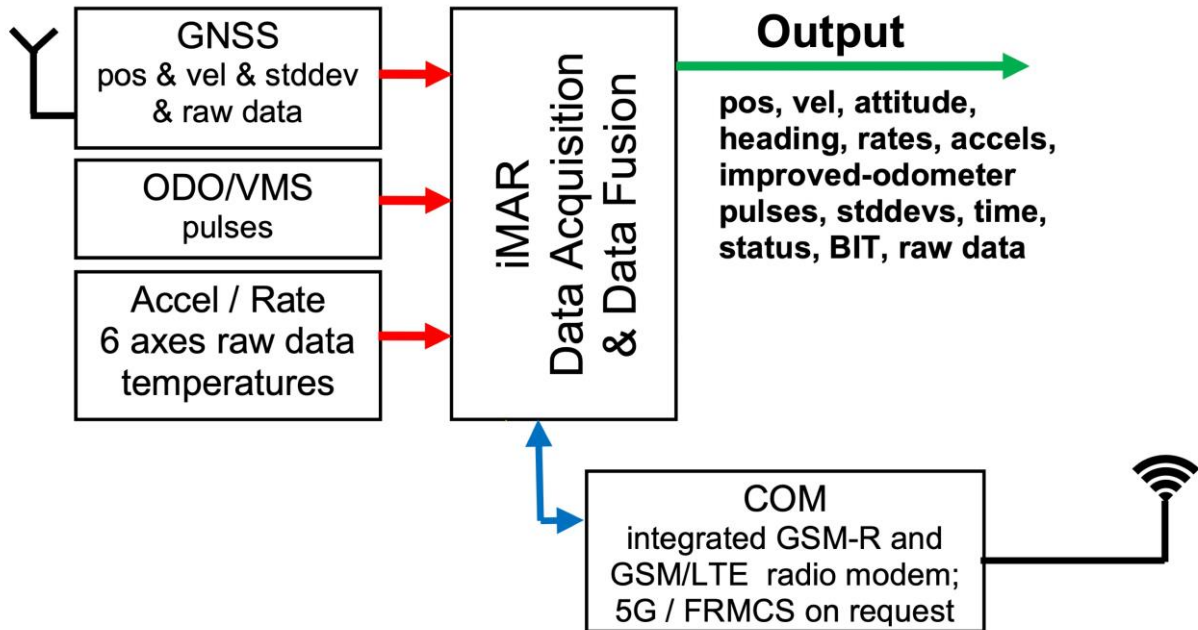 GNSS
pos & vel & stddev
& raw data
ODO/VMS
pulses
Accel / Rate
6 axes raw data
temperatures
iMAR
Data Acquisition
& Data Fusion
Output
pos, vel, attitude,
heading, rates, accels,
improved-odometer
pulses, stddevs, time,
status, BIT, raw data
COM
integrated GSM-R and
GSM/LTE radio modem;
5G / FRMCS on request